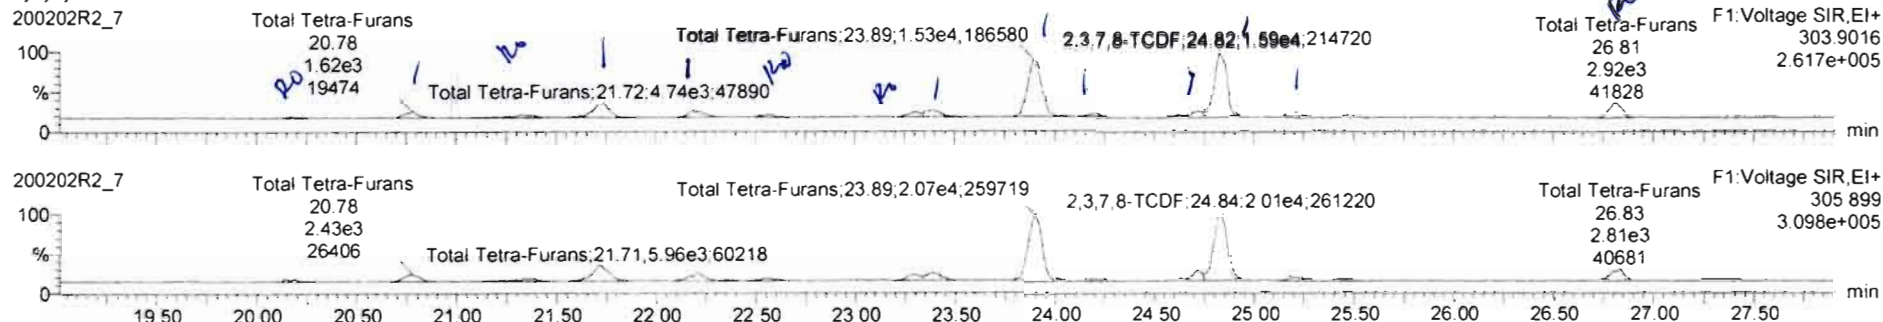 200202R2_7
Total Tetra-Furans
20.78
1.62e3
19474
Total Tetra-Furans;21.72;4 74e3;47890
Total Tetra-Furans;23.89;1.53e4,186580
2,3,7,8-TCDF;24.82;1.59e4;214720
Total Tetra-Furans
26 81
2.92e3
41828
F1:Voltage SIR,EI+
303.9016
2.617e+005
100
%
0
min
200202R2_7
Total Tetra-Furans
20.78
2.43e3
26406
Total Tetra-Furans;21.71,5.96e3;60218
Total Tetra-Furans;23.89;2.07e4;259719
2,3,7,8-TCDF;24.84:2 01e4;261220
Total Tetra-Furans
26.83
2.81e3
40681
F1:Voltage SIR,EI+
305 899
3.098e+005
100
%
0
min
19.50 20.00 20.50 21.00 21.50 22 00 22 50 23 00 23.50 24.00 24 50 25 00 25.50 26.00 26.50 27.00 27.50